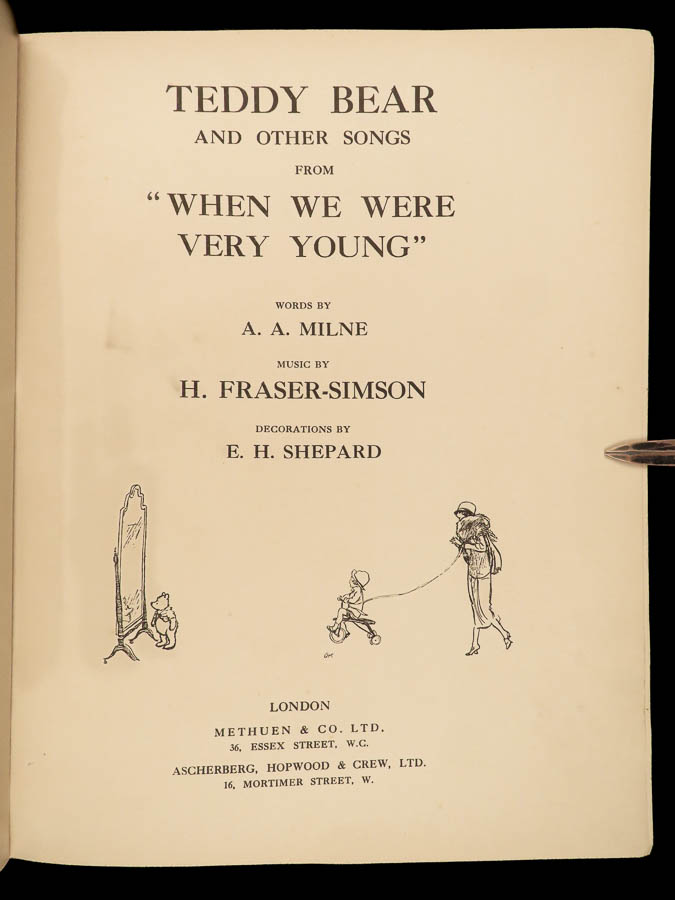 TEDDY BEAR
AND OTHER SONGS
FROM
“WHEN WE WERE
VERY YOUNG”
WORDS BY
A. A. MILNE
MUSIC BY
H. FRASER-SIMSON
DECORATIONS BY
E. H. SHEPARD
LONDON
METHUEN & CO. LTD.
36, ESSEX STREET, W.C.
ASCHERBERG, HOPWOOD & CREW, LTD.
16, MORTIMER STREET, W.